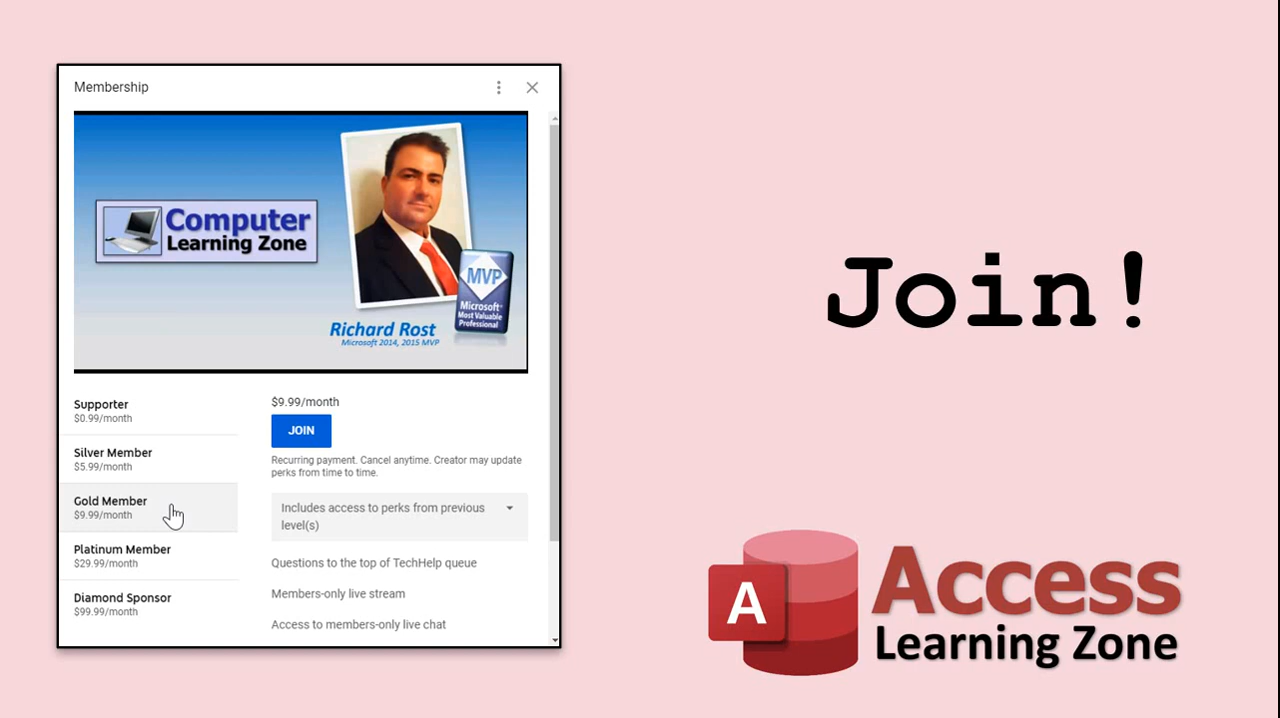 Membership
Computer
Learning Zone
MVP
Microsoft®
Most Valuable
Professional
Richard Rost
Microsoft 2014, 2015 MVP
Supporter
$0.99/month
Silver Member
$5.99/month
Gold Member
$9.99/month
Platinum Member
$29.99/month
Diamond Sponsor
$99.99/month
$9.99/month
JOIN
Recurring payment. Cancel anytime. Creator may update
perks from time to time.
Includes access to perks from previous
level(s)
Questions to the top of TechHelp queue
Members-only live stream
Access to members-only live chat
Join!
A
Access
Learning Zone